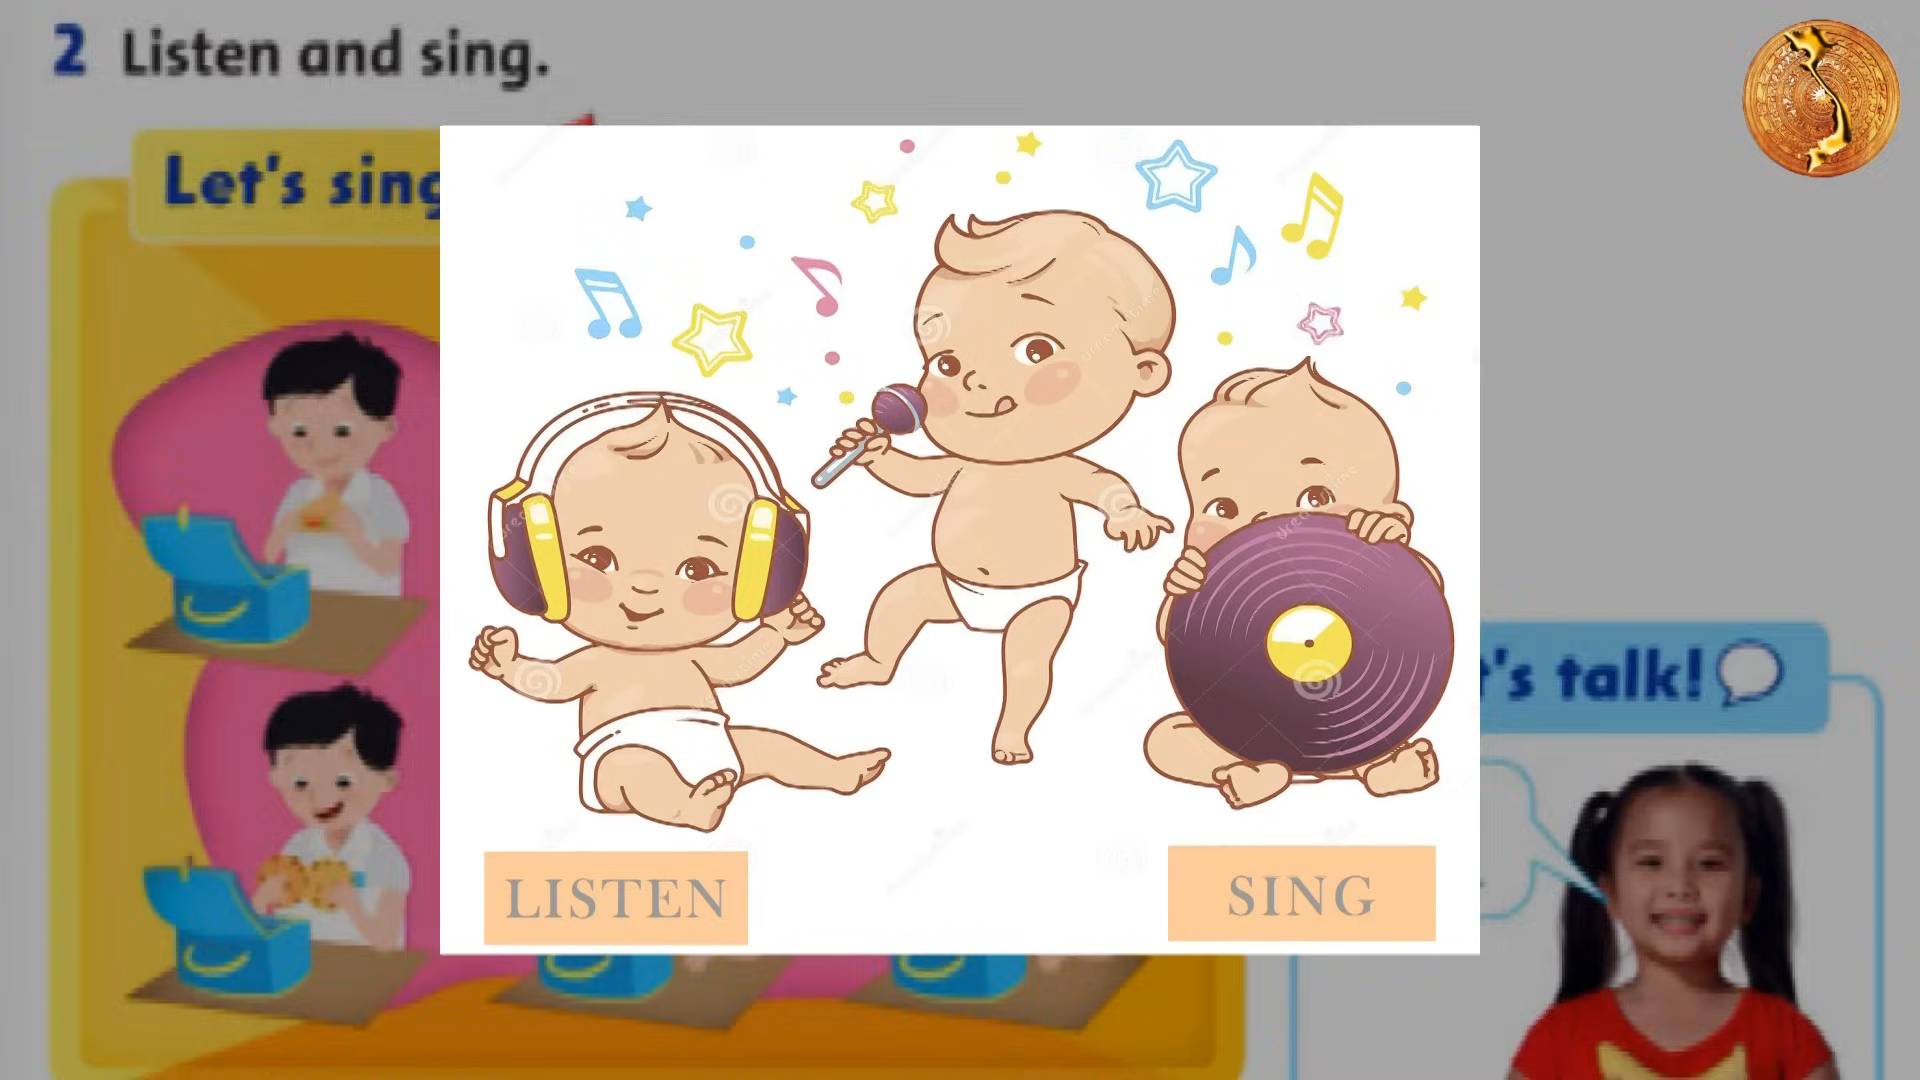 2 Listen and sing.
Let's sing
LISTEN
SING
t's talk!